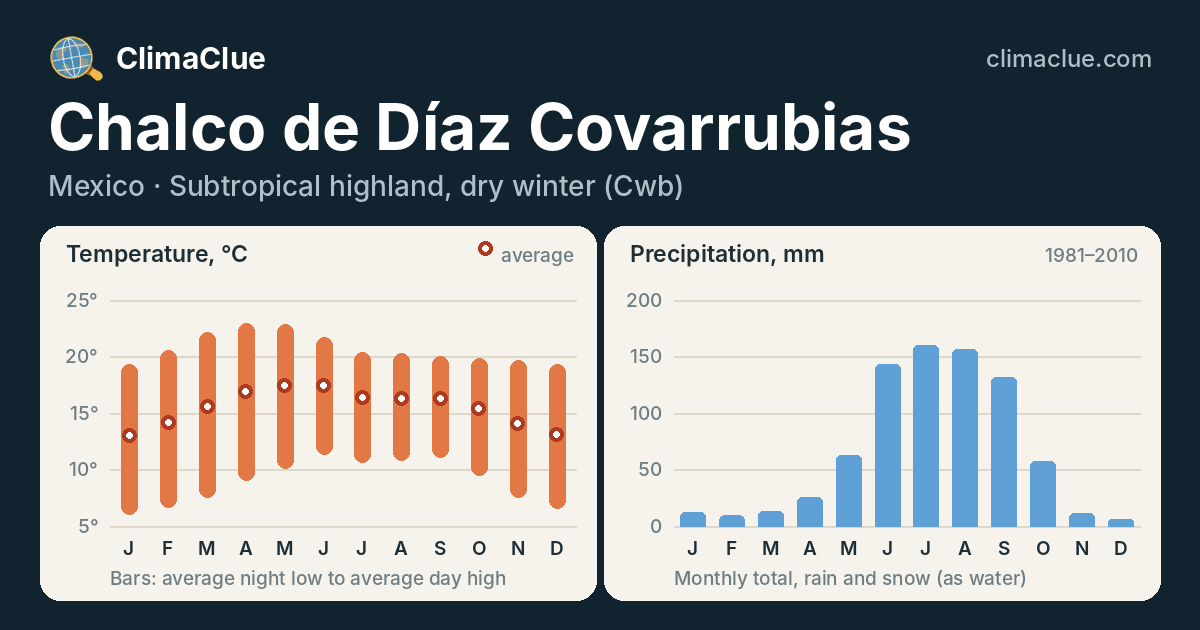 ClimaClue
climaclue.com
Chalco de Díaz Covarrubias
Mexico · Subtropical highland, dry winter (Cwb)
Temperature, °C
average
25°
20°
15°
10°
5°
J F M A M J J A S O N D
Bars: average night low to average day high
Precipitation, mm
1981–2010
200
150
100
50
0
J F M A M J J A S O N D
Monthly total, rain and snow (as water)